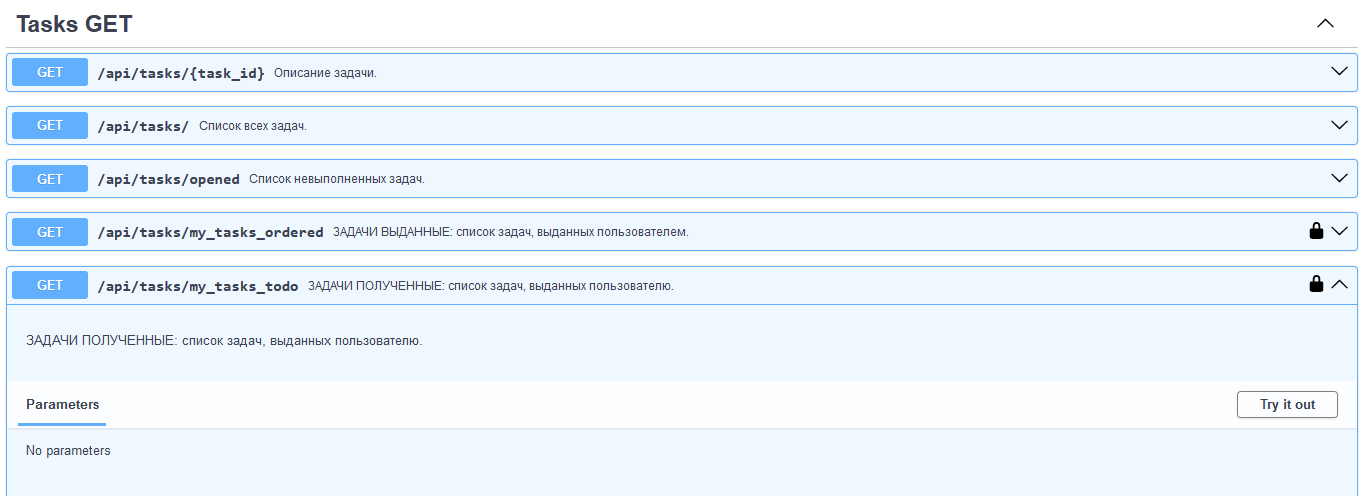 Tasks GET
GET /api/tasks/{task_id} Описание задачи.
GET /api/tasks/ Список всех задач.
GET /api/tasks/opened Список невыполненных задач.
GET /api/tasks/my_tasks_ordered ЗАДАЧИ ВЫДАННЫЕ: список задач, выданных пользователем.
GET /api/tasks/my_tasks_todo ЗАДАЧИ ПОЛУЧЕННЫЕ: список задач, выданных пользователю.
ЗАДАЧИ ПОЛУЧЕННЫЕ: список задач, выданных пользователю.
Parameters Try it out
No parameters